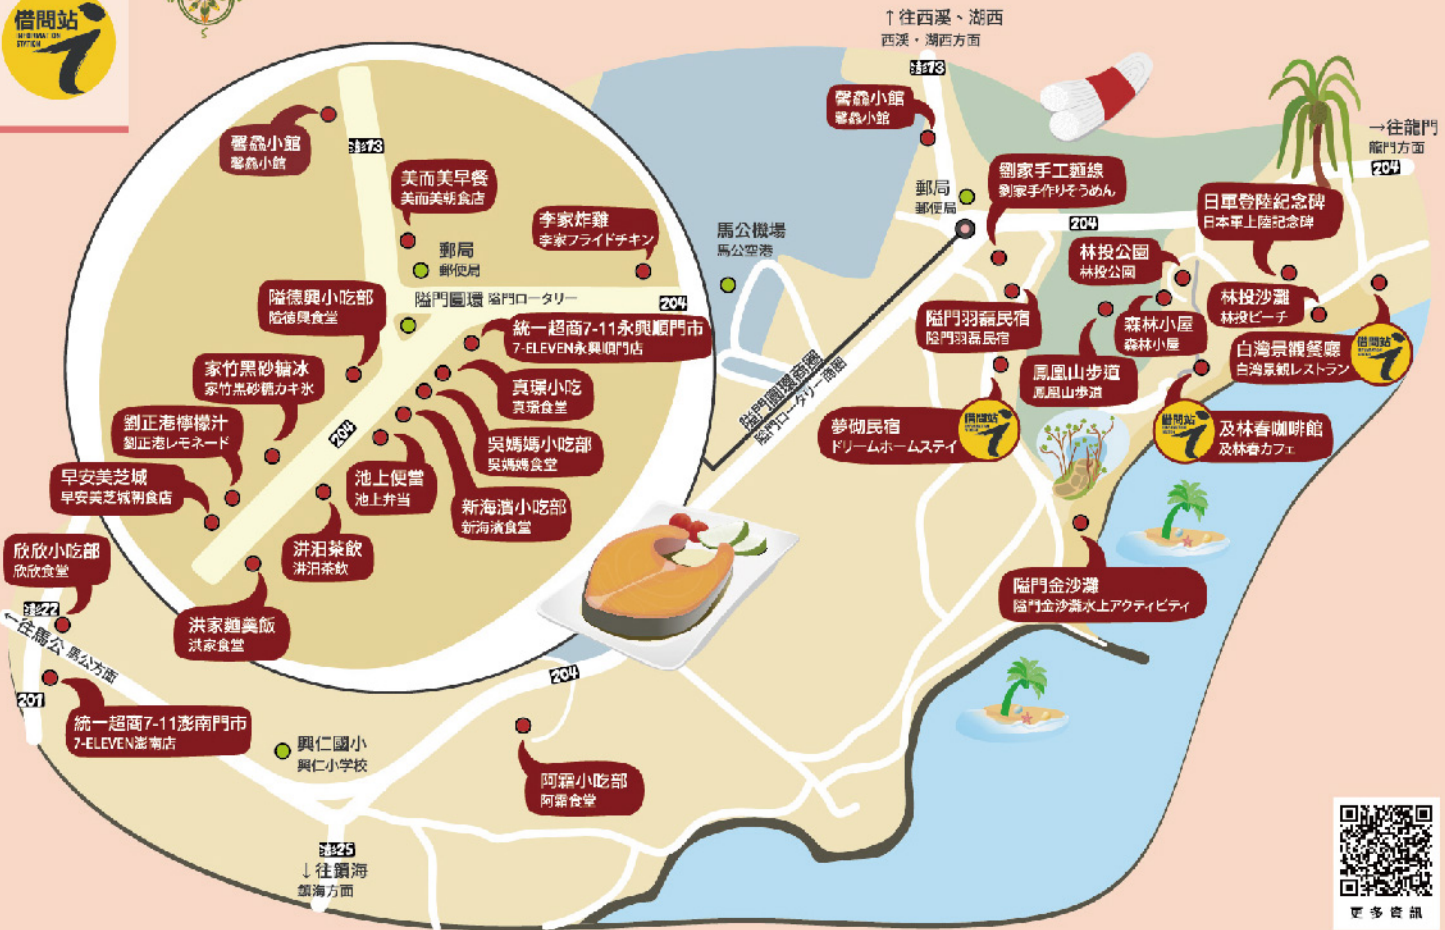 借問站
INFORMATION
STATION
S
↑往西溪、湖西
西溪・湖西方面
澎13
馨鱻小館
馨鱻小館
→往龍門
龍門方面
204
馨鱻小館
馨鱻小館
澎13
美而美早餐
美而美朝食店
郵局
郵便局
李家炸雞
李家フライドチキン
隘門圓環 隘門ロータリー
204
隘德興小吃部
隘徳興食堂
統一超商7-11永興順門市
7-ELEVEN永興順門店
家竹黑砂糖冰
家竹黒砂糖カキ氷
真璟小吃
真璟食堂
劉正港檸檬汁
劉正港レモネード
204
吳媽媽小吃部
吳媽媽食堂
早安美芝城
早安美芝城朝食店
池上便當
池上弁当
新海濱小吃部
新海濱食堂
洪家麵羹飯
洪家食堂
馬公機場
馬公空港
郵局
郵便局
劉家手工麵線
劉家手作りそうめん
204
日軍登陸紀念碑
日本軍上陸記念碑
林投公園
林投公園
隘門羽磊民宿
隘門羽磊民宿
森林小屋
森林小屋
林投沙灘
林投ビーチ
鳳凰山步道
鳳凰山歩道
白灣景觀餐廳
白湾景観レストラン
借問站
隘門圓環商圈
隘門ロータリー商圏
夢砌民宿
ドリームホームステイ
借問站
借問站
及林春咖啡館
及林春カフェ
隘門金沙灘
隘門金沙灘水上アクティビティ
欣欣小吃部
欣欣食堂
澎22
←往馬公 馬公方面
201
統一超商7-11澎南門市
7-ELEVEN澎南店
興仁國小
興仁小学校
204
阿霜小吃部
阿霜食堂
澎25
↓往鎖海
鎖海方面
更多資訊